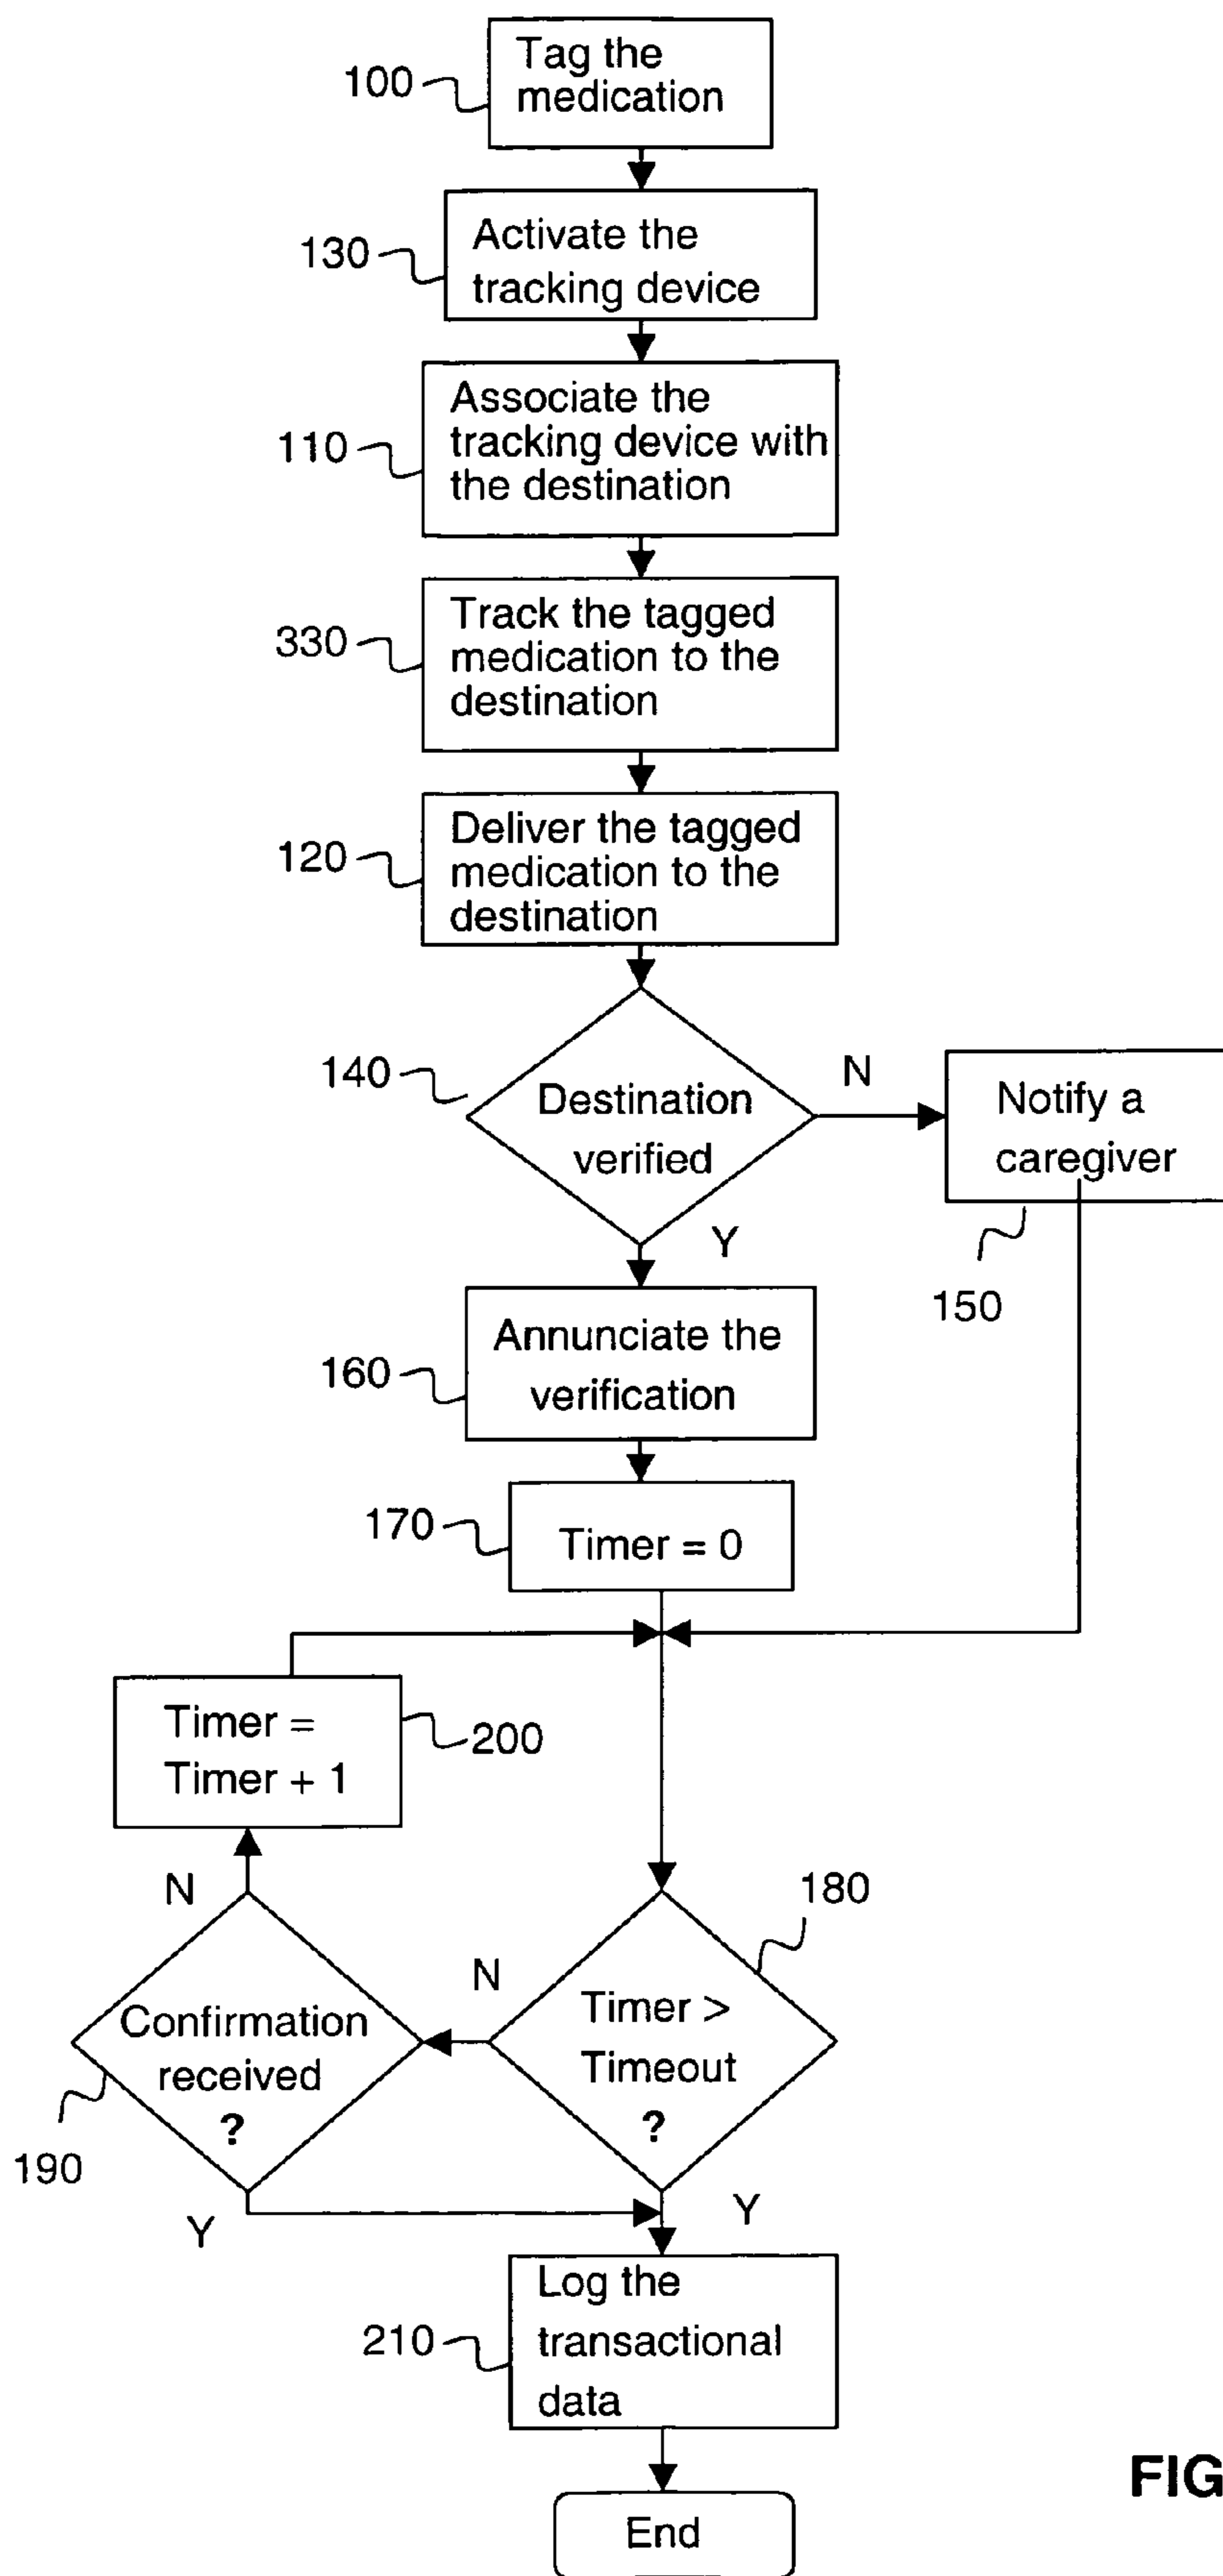 Tag the
medication
100
Activate the
tracking device
130
Associate the
tracking device with
the destination
110
Track the tagged
medication to the
destination
330
Deliver the tagged
medication to the
destination
120
140
Destination
verified
N
Notify a
caregiver
150
Y
Annunciate the
verification
160
170
Timer = 0
Timer =
Timer + 1
200
N
180
N
Confirmation
received
?
190
Timer >
Timeout
?
Y
Y
Log the
transactional
data
210
FIG
End